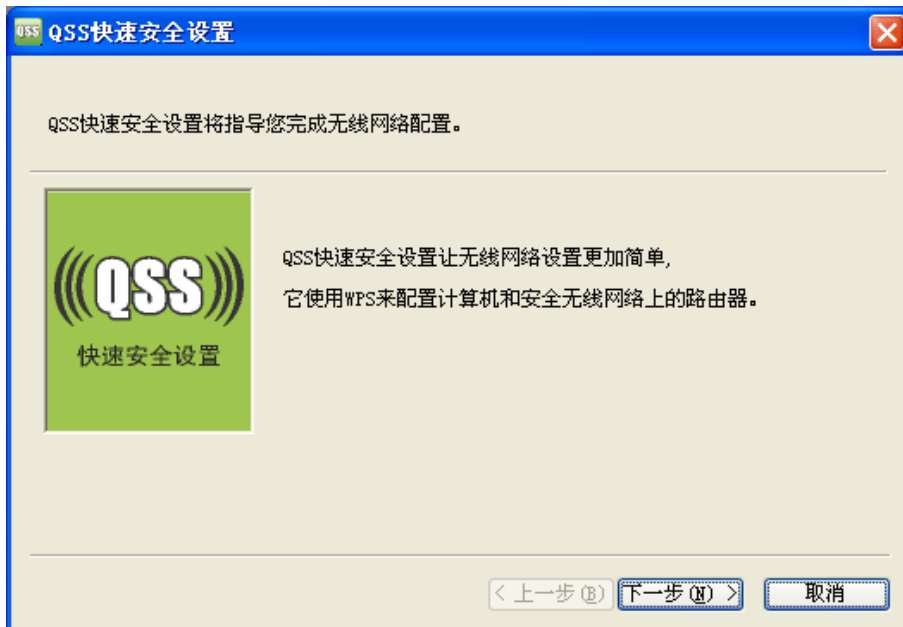 QSS QSS快速安全设置
QSS快速安全设置将指导您完成无线网络配置。
(((QSS)))
快速安全设置
QSS快速安全设置让无线网络设置更加简单,
它使用WPS来配置计算机和安全无线网络上的路由器。
< 上一步(B) 下一步(N) > 取消